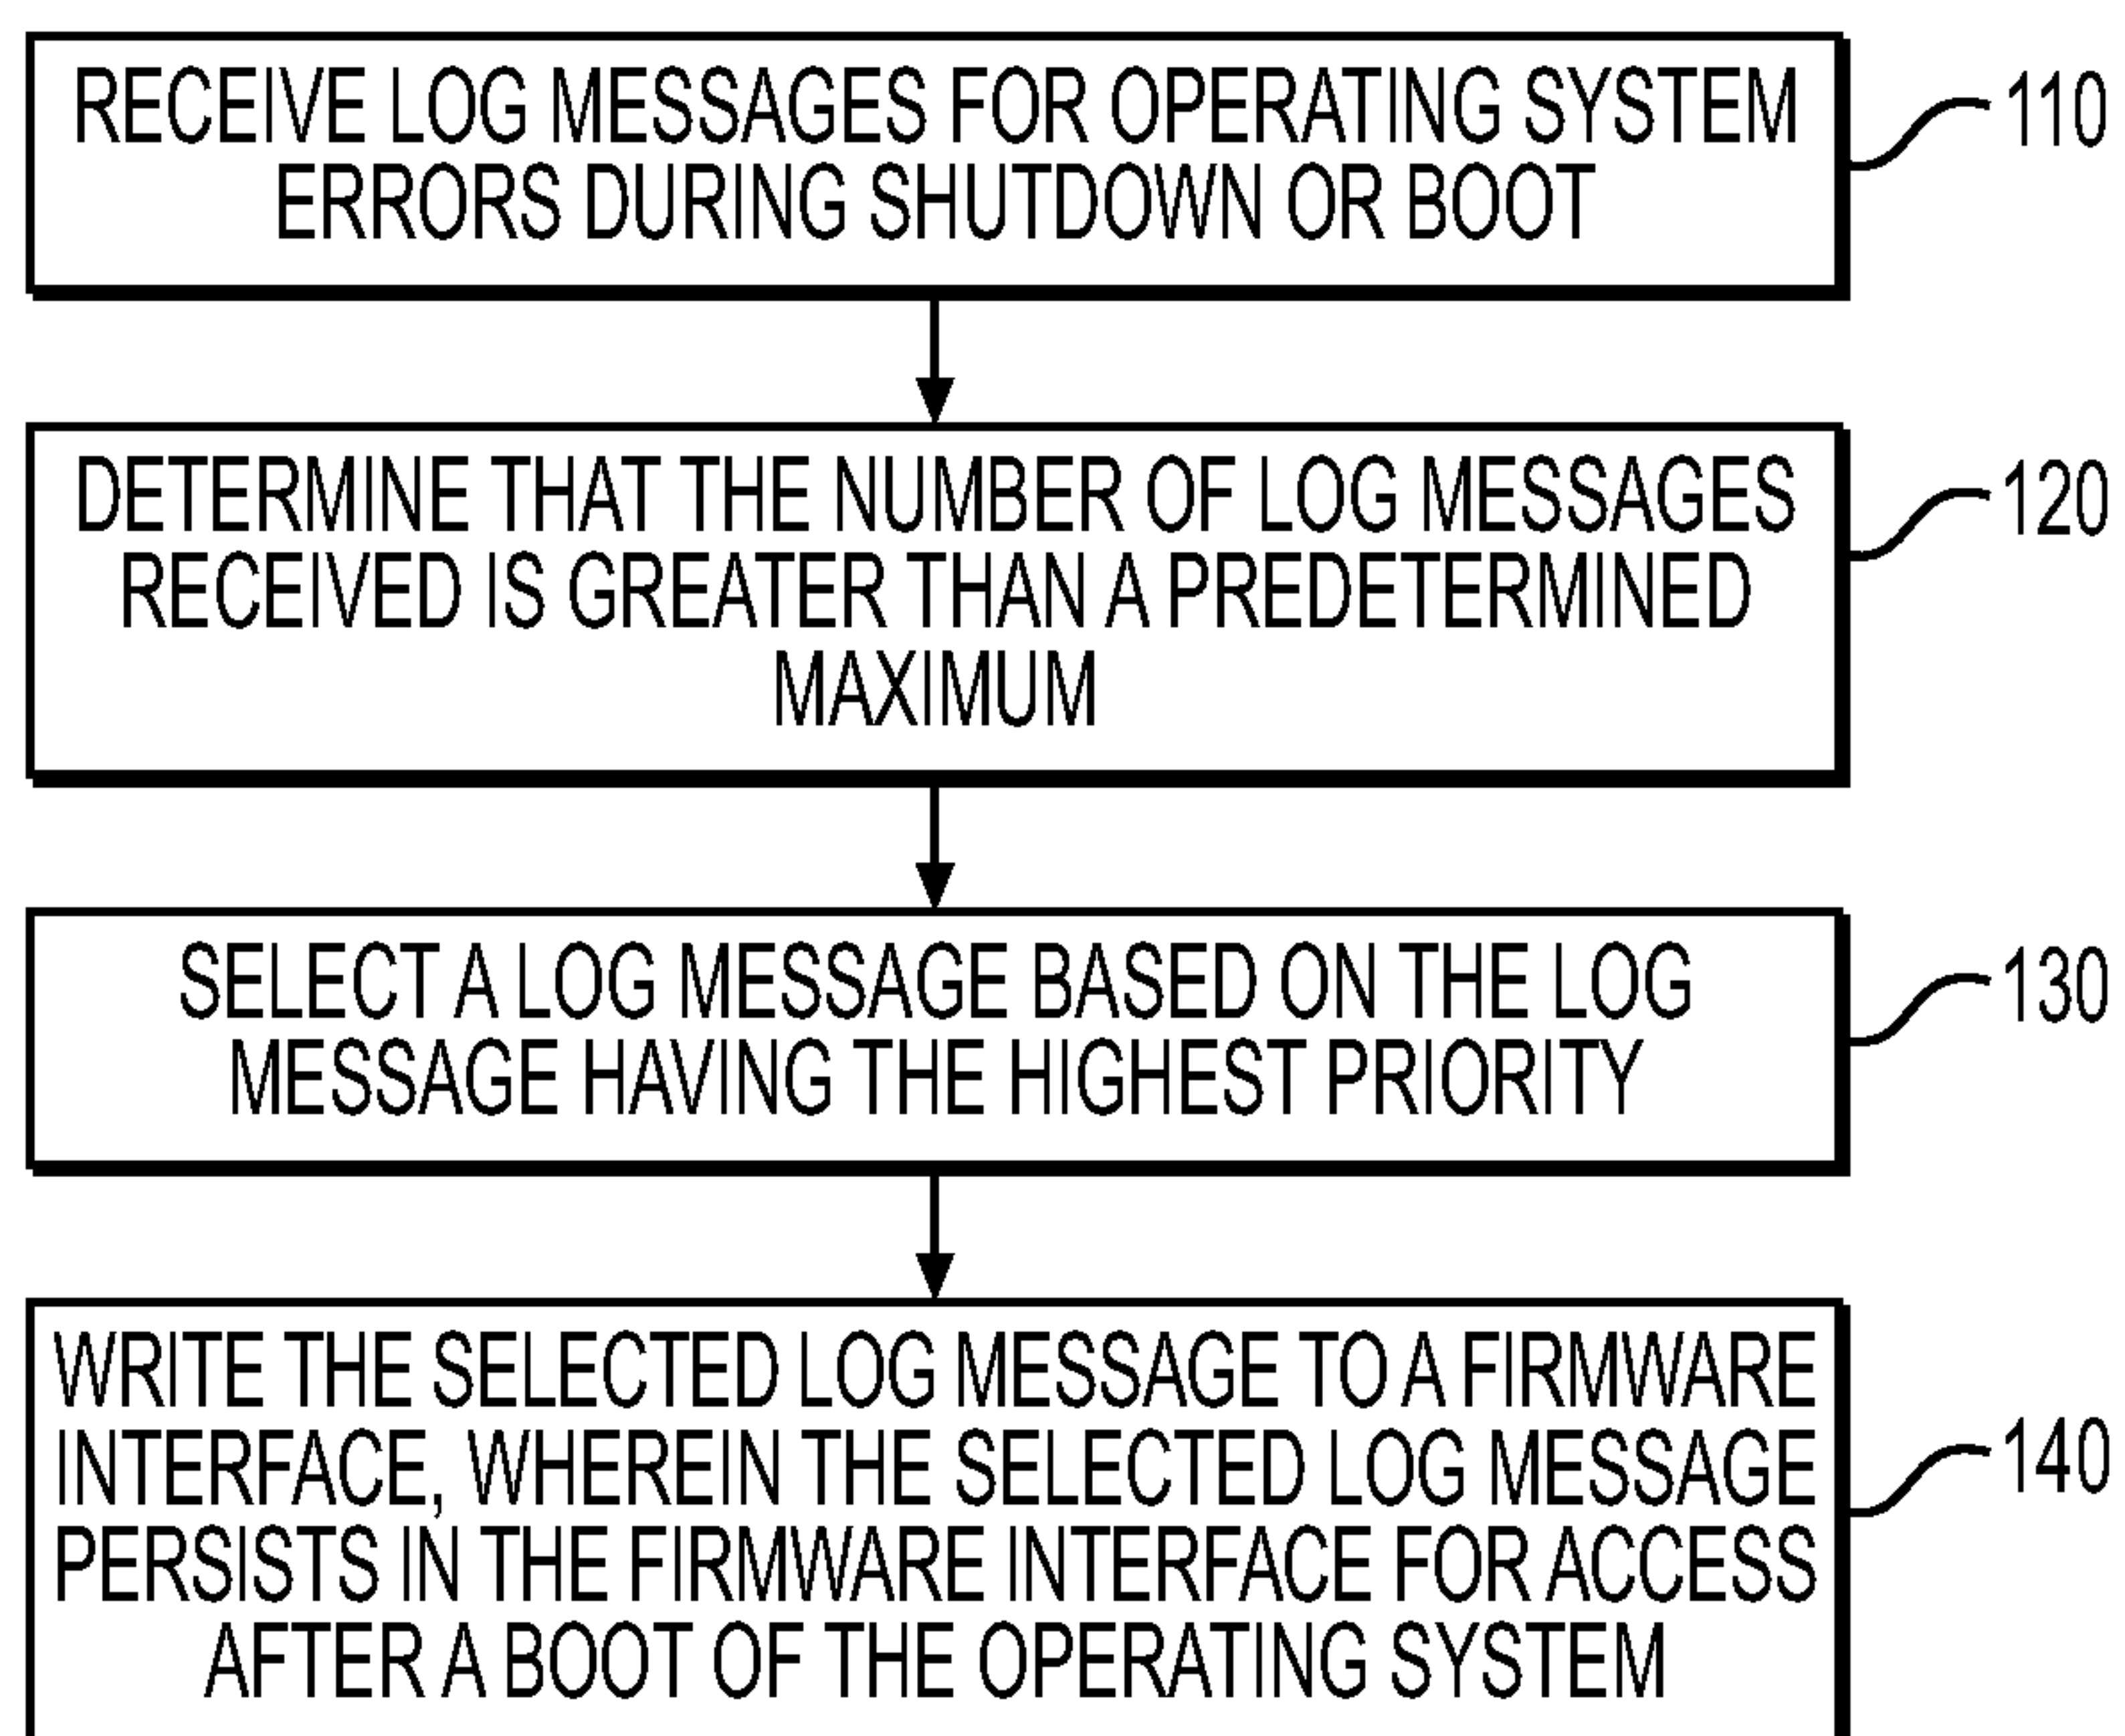 RECEIVE LOG MESSAGES FOR OPERATING SYSTEM
ERRORS DURING SHUTDOWN OR BOOT
110
DETERMINE THAT THE NUMBER OF LOG MESSAGES
RECEIVED IS GREATER THAN A PREDETERMINED
MAXIMUM
120
SELECT A LOG MESSAGE BASED ON THE LOG
MESSAGE HAVING THE HIGHEST PRIORITY
130
WRITE THE SELECTED LOG MESSAGE TO A FIRMWARE
INTERFACE, WHEREIN THE SELECTED LOG MESSAGE
PERSISTS IN THE FIRMWARE INTERFACE FOR ACCESS
AFTER A BOOT OF THE OPERATING SYSTEM
140